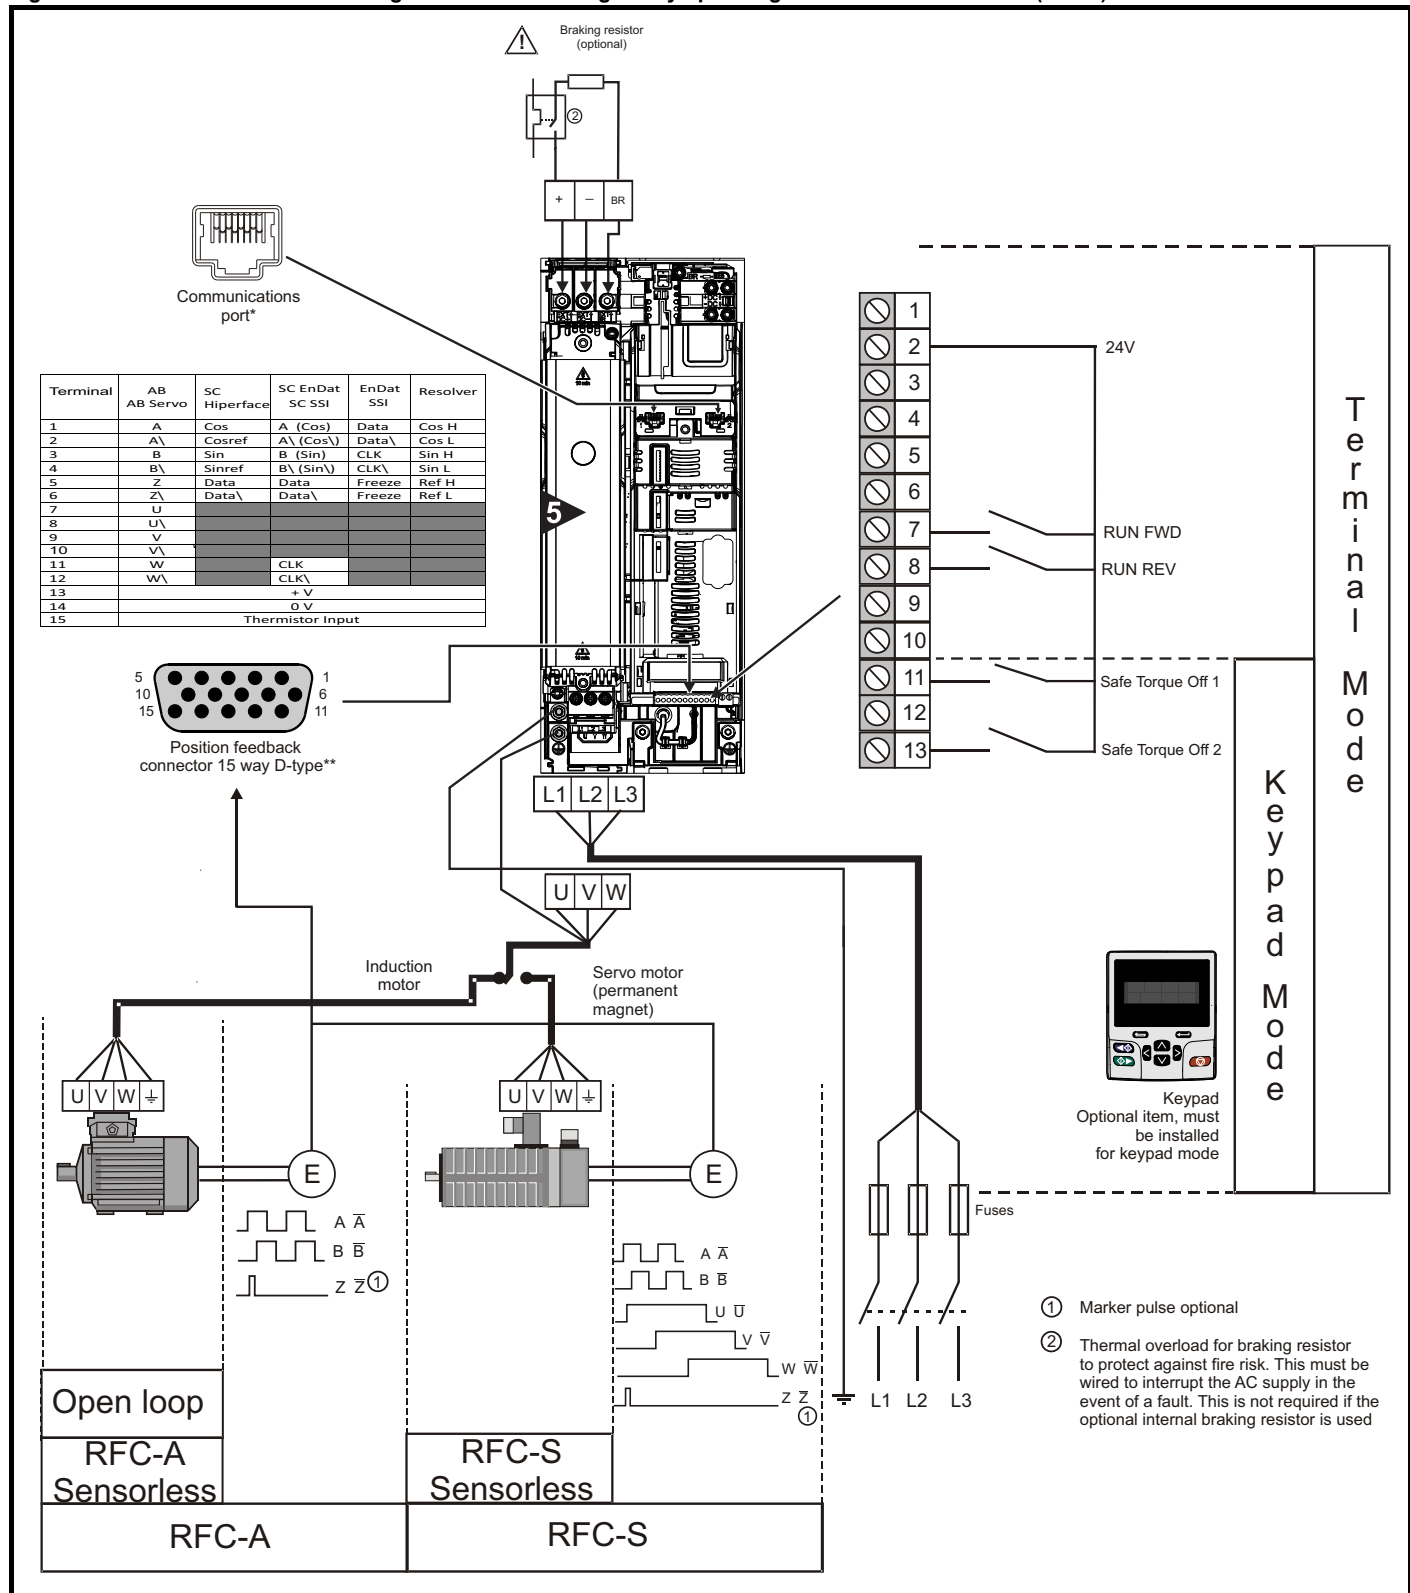 Braking resistor
(optional)
2
+ – BR
Communications
port*
Terminal AB AB Servo SC Hiperface SC EnDat SC SSI EnDat SSI Resolver
1 A Cos A (Cos) Data Cos H
2 A\ Cosref A\ (Cos\) Data\ Cos L
3 B Sin B (Sin) CLK Sin H
4 B\ Sinref B\ (Sin\) CLK\ Sin L
5 Z Data Data Freeze Ref H
6 Z\ Data\ Data\ Freeze Ref L
7 U
8 U\
9 V
10 V\
11 W CLK
12 W\ CLK\
13 + V
14 0 V
15 Thermistor Input
5
1
2
3
4
5
6
7
8
9
10
11
12
13
24V
RUN FWD
RUN REV
Safe Torque Off 1
Safe Torque Off 2
Terminal Mode
Keypad Mode
5 1
10 6
15 11
Position feedback
connector 15 way D-type**
L1 L2 L3
U V W
Induction
motor
Servo motor
(permanent
magnet)
U V W
U V W
E
E
Keypad
Optional item, must
be installed
for keypad mode
Fuses
A A
B B
Z Z 1
A A
B B
U U
V V
W W
Z Z
1
L1 L2 L3
1 Marker pulse optional
2 Thermal overload for braking resistor
to protect against fire risk. This must be
wired to interrupt the AC supply in the
event of a fault. This is not required if the
optional internal braking resistor is used
Open loop
RFC-A
Sensorless
RFC-S
Sensorless
RFC-A
RFC-S